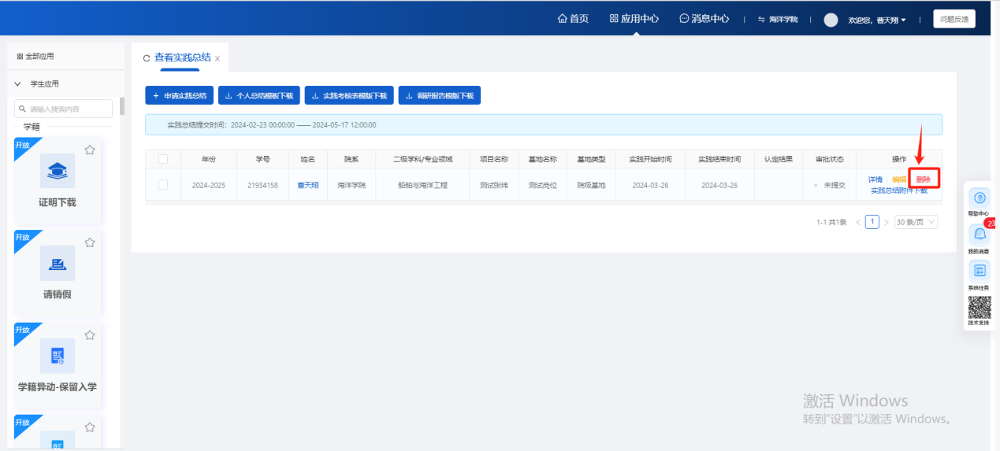 首页
应用中心
消息中心
海洋学院
欢迎您, 曹天翔
问题反馈
全部应用
学生应用
请输入搜索内容
学籍
开放
证明下载
开放
请销假
开放
学籍异动-保留入学
开放
查看实践总结
+ 申请实践总结
个人总结模版下载
实践考核表模版下载
调研报告模版下载
实践总结提交时间：2024-02-23 00:00:00 —— 2024-05-17 12:00:00
年份 学号 姓名 院系 二级学科/专业领域 项目名称 基地名称 基地类型 实践开始时间 实践结束时间 认定结果 审批状态 操作
2024-2025 21934158 曹天翔 海洋学院 船舶与海洋工程 测试张炜 测试岗位 院级基地 2024-03-26 2024-03-26 未提交 详情 编辑 删除
实践总结附件下载
1-1 共1条 < 1 > 30 条/页
帮助中心
23
我的消息
系统任务
技术支持
激活 Windows
转到"设置"以激活 Windows。